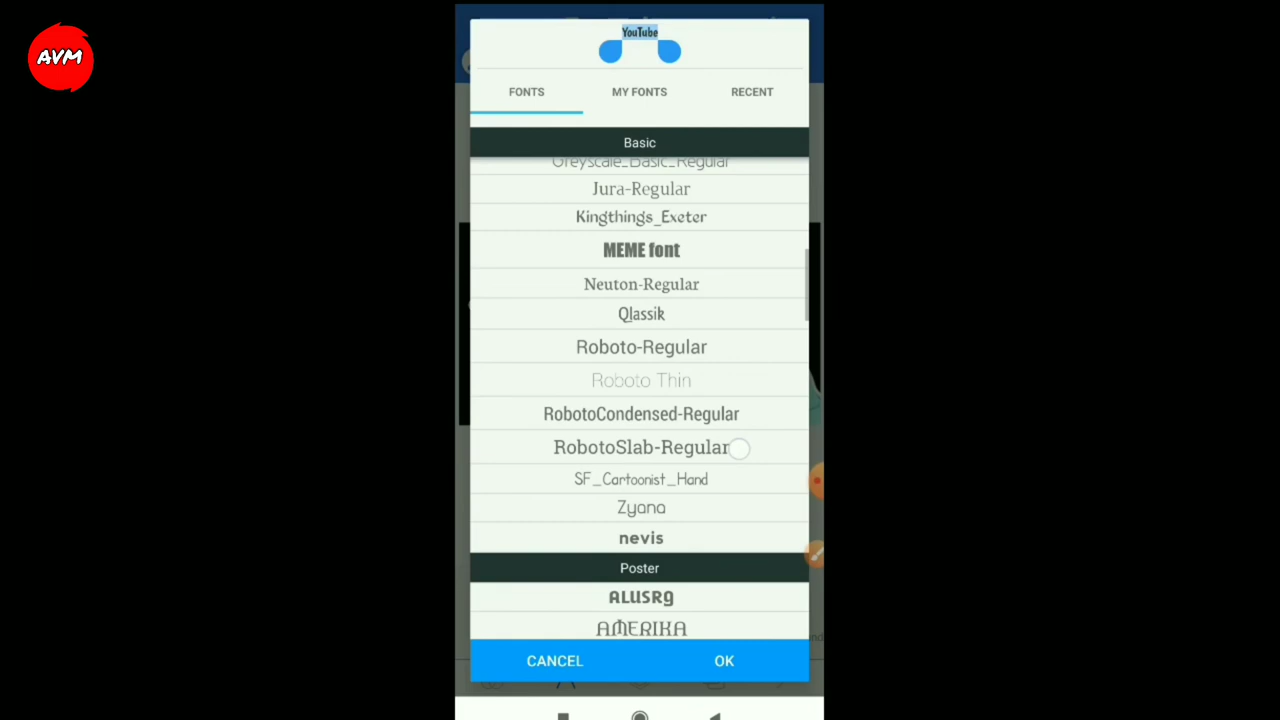 AVM
YouTube
FONTS
MY FONTS
RECENT
Basic
Greyscale_Basic_Regular
Jura-Regular
Kingthings_Exeter
MEME font
Neuton-Regular
Qlassik
Roboto-Regular
Roboto Thin
RobotoCondensed-Regular
RobotoSlab-Regular
SF_Cartoonist_Hand
Zyana
nevis
Poster
ALUSRg
AMERIKA
CANCEL
OK